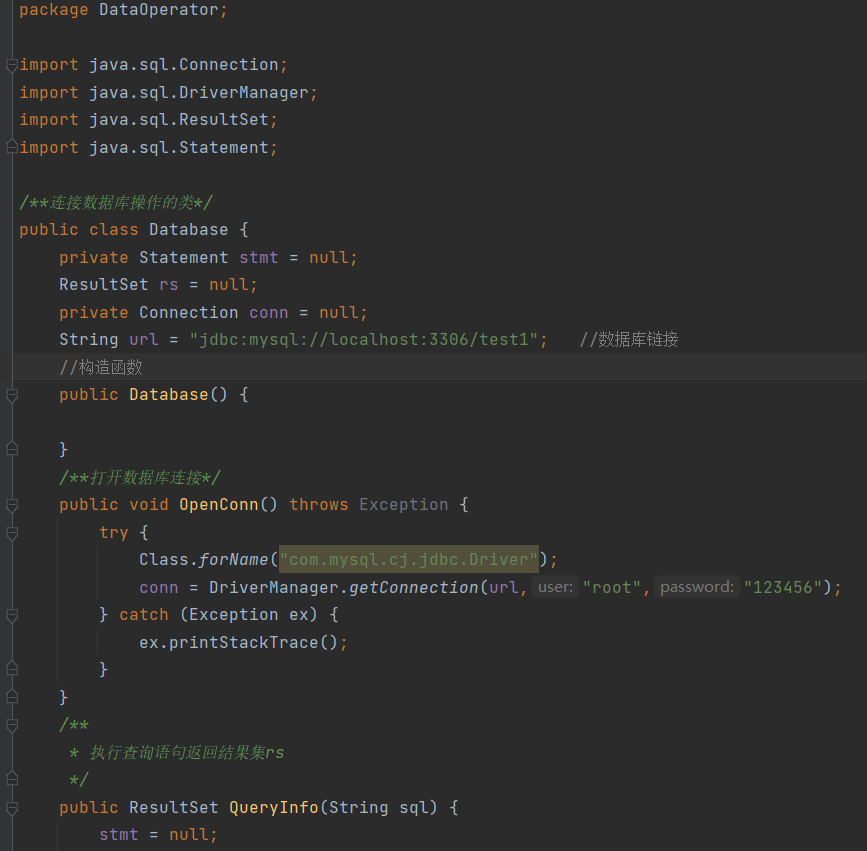 package DataOperator;
import java.sql.Connection;
import java.sql.DriverManager;
import java.sql.ResultSet;
import java.sql.Statement;
/**连接数据库操作的类*/
public class Database {
private Statement stmt = null;
ResultSet rs = null;
private Connection conn = null;
String url = "jdbc:mysql://localhost:3306/test1"; //数据库链接
//构造函数
public Database() {
}
/**打开数据库连接*/
public void OpenConn() throws Exception {
try {
Class.forName("com.mysql.cj.jdbc.Driver");
conn = DriverManager.getConnection(url, user: "root", password: "123456");
} catch (Exception ex) {
ex.printStackTrace();
}
}
/**
* 执行查询语句返回结果集rs
*/
public ResultSet QueryInfo(String sql) {
stmt = null;